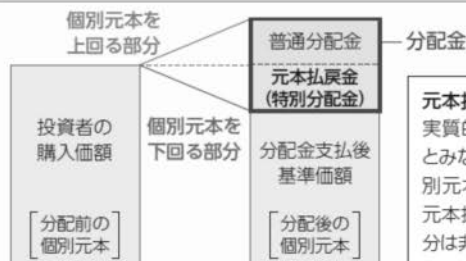 個別元本を
上回る部分
普通分配金
分配金
元本払戻金
(特別分配金)
投資者の
購入価額
個別元本を
下回る部分
分配金支払後
基準価額
分配前の
個別元本
分配後の
個別元本
元本払
実質的
とみな
別元本
元本払
分は非